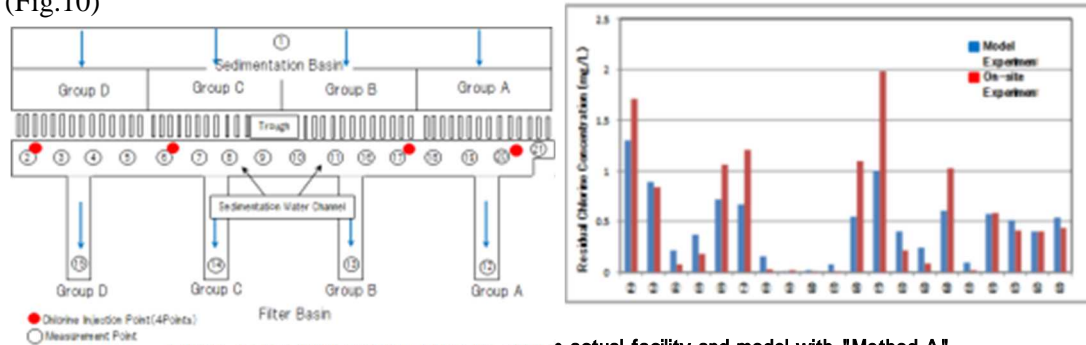 (Fig.10)
①
Sedimentation Basin
Group D
Group C
Group B
Group A
Trough
② ③ ④ ⑤ ⑥ ⑦ ⑧ ⑨ ⑩ ⑪ ⑯ ⑰ ⑱ ⑲ ⑳ ㉑
Sedimentation Water Channel
⑮ ⑭ ⑬ ⑫
Group D
Group C
Group B
Group A
Filter Basin
Chlorine Injection Point(4Points)
Measurement Point
Residual Chlorine Concentration (mg/L)
2.5
2
1.5
1
0.5
0
Model
Experimen
On-site
Experimen
actual facility and model with "Method A"